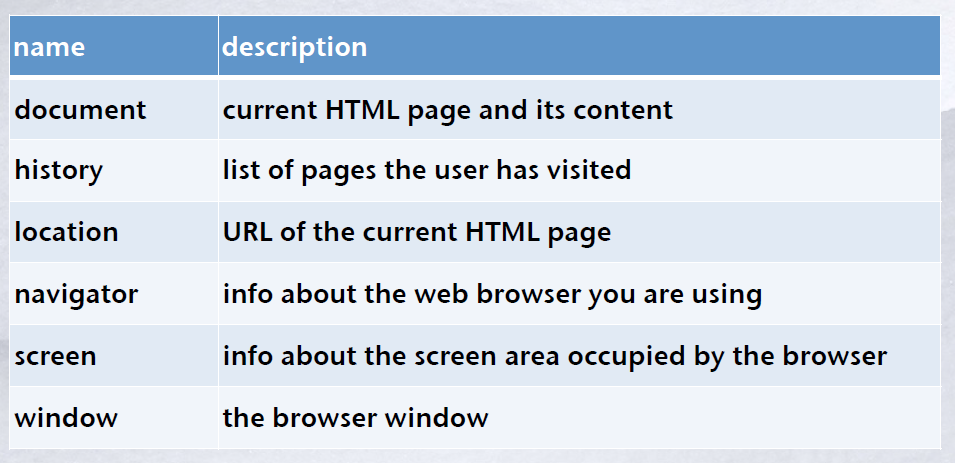 name description
document current HTML page and its content
history list of pages the user has visited
location URL of the current HTML page
navigator info about the web browser you are using
screen info about the screen area occupied by the browser
window the browser window